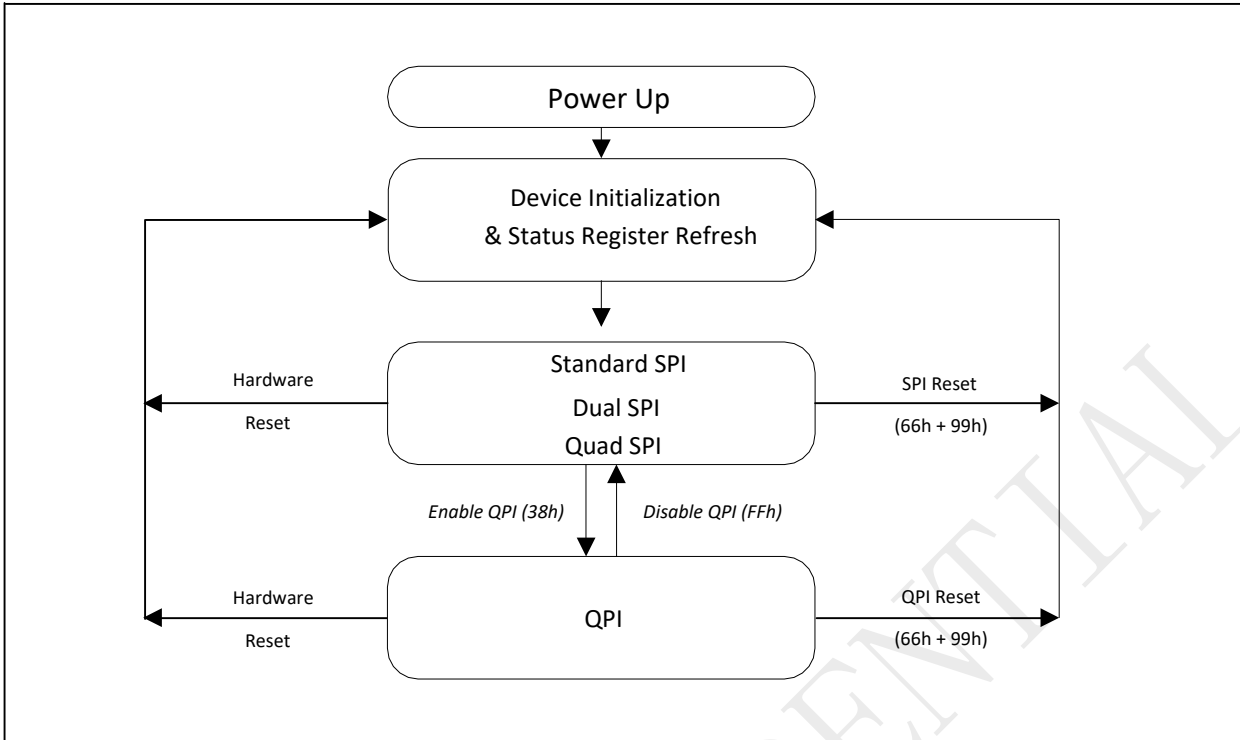 Power Up
Device Initialization
& Status Register Refresh
Standard SPI
Dual SPI
Quad SPI
Hardware
Reset
SPI Reset
(66h + 99h)
Enable QPI (38h)
Disable QPI (FFh)
QPI
Hardware
Reset
QPI Reset
(66h + 99h)
ENTIAL